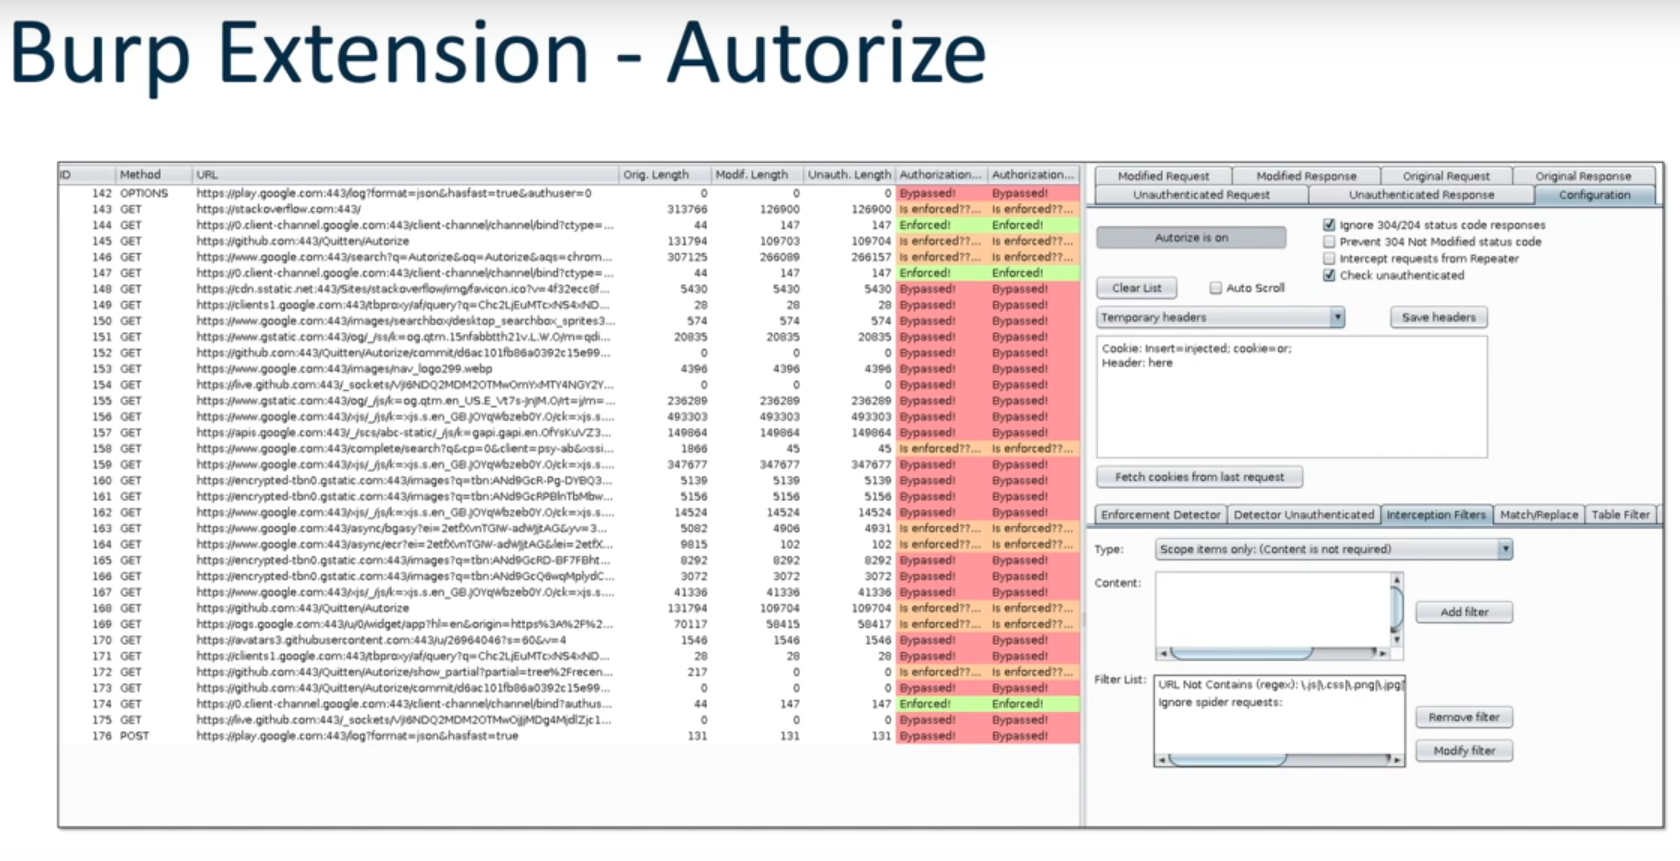 Burp Extension - Autorize
ID Method URL Orig. Length Modif. Length Unauth. Length Authorization... Authorization...
142 OPTIONS https://play.google.com:443/log?format=json&hasfast=true&authuser=0 0 0 0 Bypassed! Bypassed!
143 GET https://stackoverflow.com:443/ 313766 126900 126900 Is enforced??... Is enforced??...
144 GET https://0.client-channel.google.com:443/client-channel/channel/bind?ctype=... 44 147 147 Enforced! Enforced!
145 GET https://github.com:443/Quitten/Autorize 131794 109703 109704 Is enforced??... Is enforced??...
146 GET https://www.google.com:443/search?q=Autorize&oq=Autorize&aqs=chrom... 307125 266089 266157 Is enforced??... Is enforced??...
147 GET https://0.client-channel.google.com:443/client-channel/channel/bind?ctype=... 44 147 147 Enforced! Enforced!
148 GET https://cdn.sstatic.net:443/Sites/stackoverflow/img/favicon.ico?v=4f32ecc8f... 5430 5430 5430 Bypassed! Bypassed!
149 GET https://clients1.google.com:443/tbproxy/af/query?q=Chc2LjEuMTcxNS4xND... 28 28 28 Bypassed! Bypassed!
150 GET https://www.google.com:443/images/searchbox/desktop_searchbox_sprites3... 574 574 574 Bypassed! Bypassed!
151 GET https://www.gstatic.com:443/og/_/ss/k=og.qtm.15nfabbtth21v.L.W.O/m=qdi... 20835 20835 20835 Bypassed! Bypassed!
152 GET https://github.com:443/Quitten/Autorize/commit/d6ac101fb86a0392c15e99... 0 0 0 Bypassed! Bypassed!
153 GET https://www.google.com:443/images/nav_logo299.webp 4396 4396 4396 Bypassed! Bypassed!
154 GET 0 0 0 Bypassed! Bypassed!
155 GET https://www.gstatic.com:443/og/_/js/k=og.qtm.en_US.E_Vt7s-JnJM.O/rt=j/m=... 236289 236289 236289 Bypassed! Bypassed!
156 GET https://www.google.com:443/xjs/_/js/k=xjs.s.en_GB.JOYqWbzeb0Y.O/ck=xjs.s.... 493303 493303 493303 Bypassed! Bypassed!
157 GET https://apis.google.com:443/_/scs/abc-static/_/js/k=gapi.gapi.en.OfYsKuVZ3... 149864 149864 149864 Bypassed! Bypassed!
158 GET https://www.google.com:443/complete/search?q&cp=0&client=psy-ab&xssi... 1866 45 45 Is enforced??... Is enforced??...
159 GET https://www.google.com:443/xjs/_/js/k=xjs.s.en_GB.JOYqWbzeb0Y.O/ck=xjs.s.... 347677 347677 347677 Bypassed! Bypassed!
160 GET https://encrypted-tbn0.gstatic.com:443/images?q=tbn:ANd9GcR-Pg-DYBQ3... 5139 5139 5139 Bypassed! Bypassed!
161 GET https://encrypted-tbn0.gstatic.com:443/images?q=tbn:ANd9GcRPBlnTbMbw... 5156 5156 5156 Bypassed! Bypassed!
162 GET https://www.google.com:443/xjs/_/js/k=xjs.s.en_GB.JOYqWbzeb0Y.O/ck=xjs.s.... 14524 14524 14524 Bypassed! Bypassed!
163 GET https://www.google.com:443/async/bgasy?ei=2etfXvnTGIW-adWjjtAG&yv=3... 5082 4906 4931 Is enforced??... Is enforced??...
164 GET https://www.google.com:443/async/ecr?ei=2etfXvnTGIW-adWjjtAG&lei=2etfX... 9815 102 102 Is enforced??... Is enforced??...
165 GET https://encrypted-tbn0.gstatic.com:443/images?q=tbn:ANd9GcRD-BF7FBht... 8292 8292 8292 Bypassed! Bypassed!
166 GET https://encrypted-tbn0.gstatic.com:443/images?q=tbn:ANd9GcQ6wqMplydC... 3072 3072 3072 Bypassed! Bypassed!
167 GET https://www.google.com:443/xjs/_/js/k=xjs.s.en_GB.JOYqWbzeb0Y.O/ck=xjs.s.... 41336 41336 41336 Bypassed! Bypassed!
168 GET https://github.com:443/Quitten/Autorize 131794 109704 109704 Is enforced??... Is enforced??...
169 GET https://ogs.google.com:443/u/0/widget/app?hl=en&origin=https%3A%2F%2... 70117 58415 58417 Is enforced??... Is enforced??...
170 GET https://avatars3.githubusercontent.com:443/u/26964046?s=60&v=4 1546 1546 1546 Bypassed! Bypassed!
171 GET https://clients1.google.com:443/tbproxy/af/query?q=Chc2LjEuMTcxNS4xND... 28 28 28 Bypassed! Bypassed!
172 GET https://github.com:443/Quitten/Autorize/show_partial?partial=tree%2Frecen... 217 0 0 Is enforced??... Is enforced??...
173 GET https://github.com:443/Quitten/Autorize/commit/d6ac101fb86a0392c15e99... 0 0 0 Bypassed! Bypassed!
174 GET https://0.client-channel.google.com:443/client-channel/channel/bind?authus... 44 147 147 Enforced! Enforced!
175 GET 0 0 0 Bypassed! Bypassed!
176 POST https://play.google.com:443/log?format=json&hasfast=true 131 131 131 Bypassed! Bypassed!
Modified Request Modified Response Original Request Original Response
Unauthenticated Request Unauthenticated Response Configuration
Autorize is on
Ignore 304/204 status code responses
Prevent 304 Not Modified status code
Intercept requests from Repeater
Check unauthenticated
Clear List Auto Scroll
Temporary headers Save headers
Cookie: Insert=injected; cookie=or;
Header: here
Fetch cookies from last request
Enforcement Detector Detector Unauthenticated Interception Filters Match/Replace Table Filter
Type: Scope items only: (Content is not required)
Content:
Add filter
Filter List:
URL Not Contains (regex): \.js|\.css|\.png|\.jpg|
Ignore spider requests:
Remove filter
Modify filter